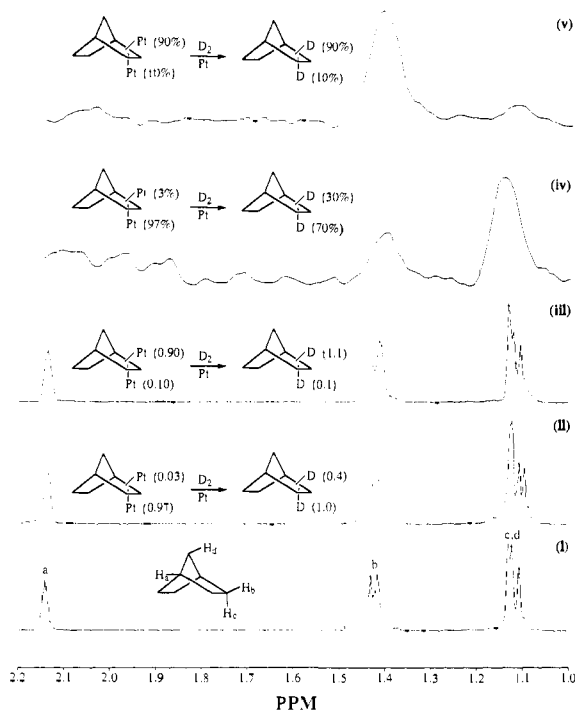 (v)
Pt (90%) D₂ D (90%)
Pt
Pt (10%) D (10%)
(iv)
Pt (3%) D₂ D (30%)
Pt
Pt (97%) D (70%)
(iii)
Pt (0.90) D₂ D (1.1)
Pt
Pt (0.10) D (0.1)
(ii)
Pt (0.03) D₂ D (0.4)
Pt
Pt (0.97) D (1.0)
(i)
Hd
a Ha Hb b c,d
Hc
2.2 2.1 2.0 1.9 1.8 1.7 1.6 1.5 1.4 1.3 1.2 1.1 1.0
PPM